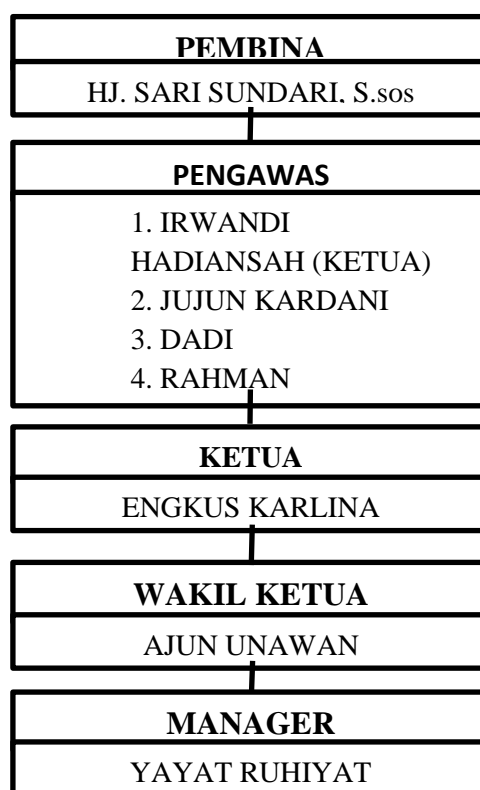 PEMBINA
HJ. SARI SUNDARI, S.sos
PENGAWAS
1. IRWANDI
HADIANSAH (KETUA)
2. JUJUN KARDANI
3. DADI
4. RAHMAN
KETUA
ENGKUS KARLINA
WAKIL KETUA
AJUN UNAWAN
MANAGER
YAYAT RUHIYAT